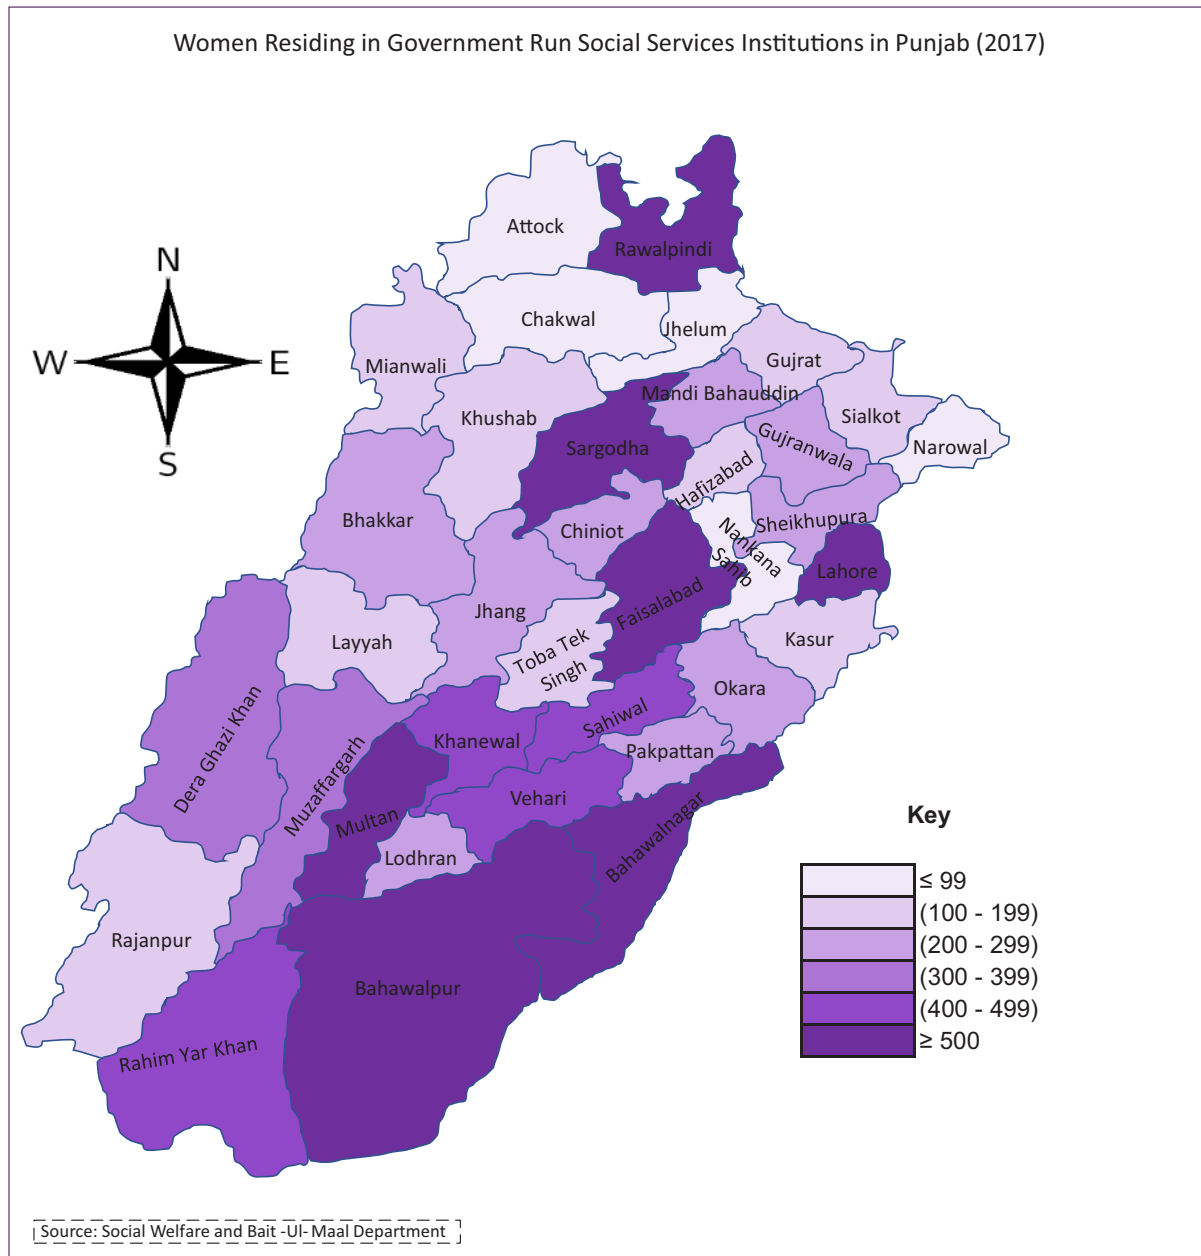 Women Residing in Government Run Social Services Institutions in Punjab (2017)
N
W
E
S
Attock
Rawalpindi
Chakwal
Jhelum
Mianwali
Gujrat
Khushab
Mandi Bahauddin
Sialkot
Sargodha
Gujranwala
Narowal
Hafizabad
Bhakkar
Chiniot
Sheikhupura
Nankana
Sahib
Lahore
Jhang
Faisalabad
Layyah
Toba Tek
Singh
Kasur
Okara
Dera Ghazi Khan
Sahiwal
Khanewal
Pakpattan
Muzaffargarh
Vehari
Multan
Bahawalnagar
Lodhran
Rajanpur
Bahawalpur
Rahim Yar Khan
Key
≤ 99
(100 - 199)
(200 - 299)
(300 - 399)
(400 - 499)
≥ 500
Source: Social Welfare and Bait -Ul- Maal Department